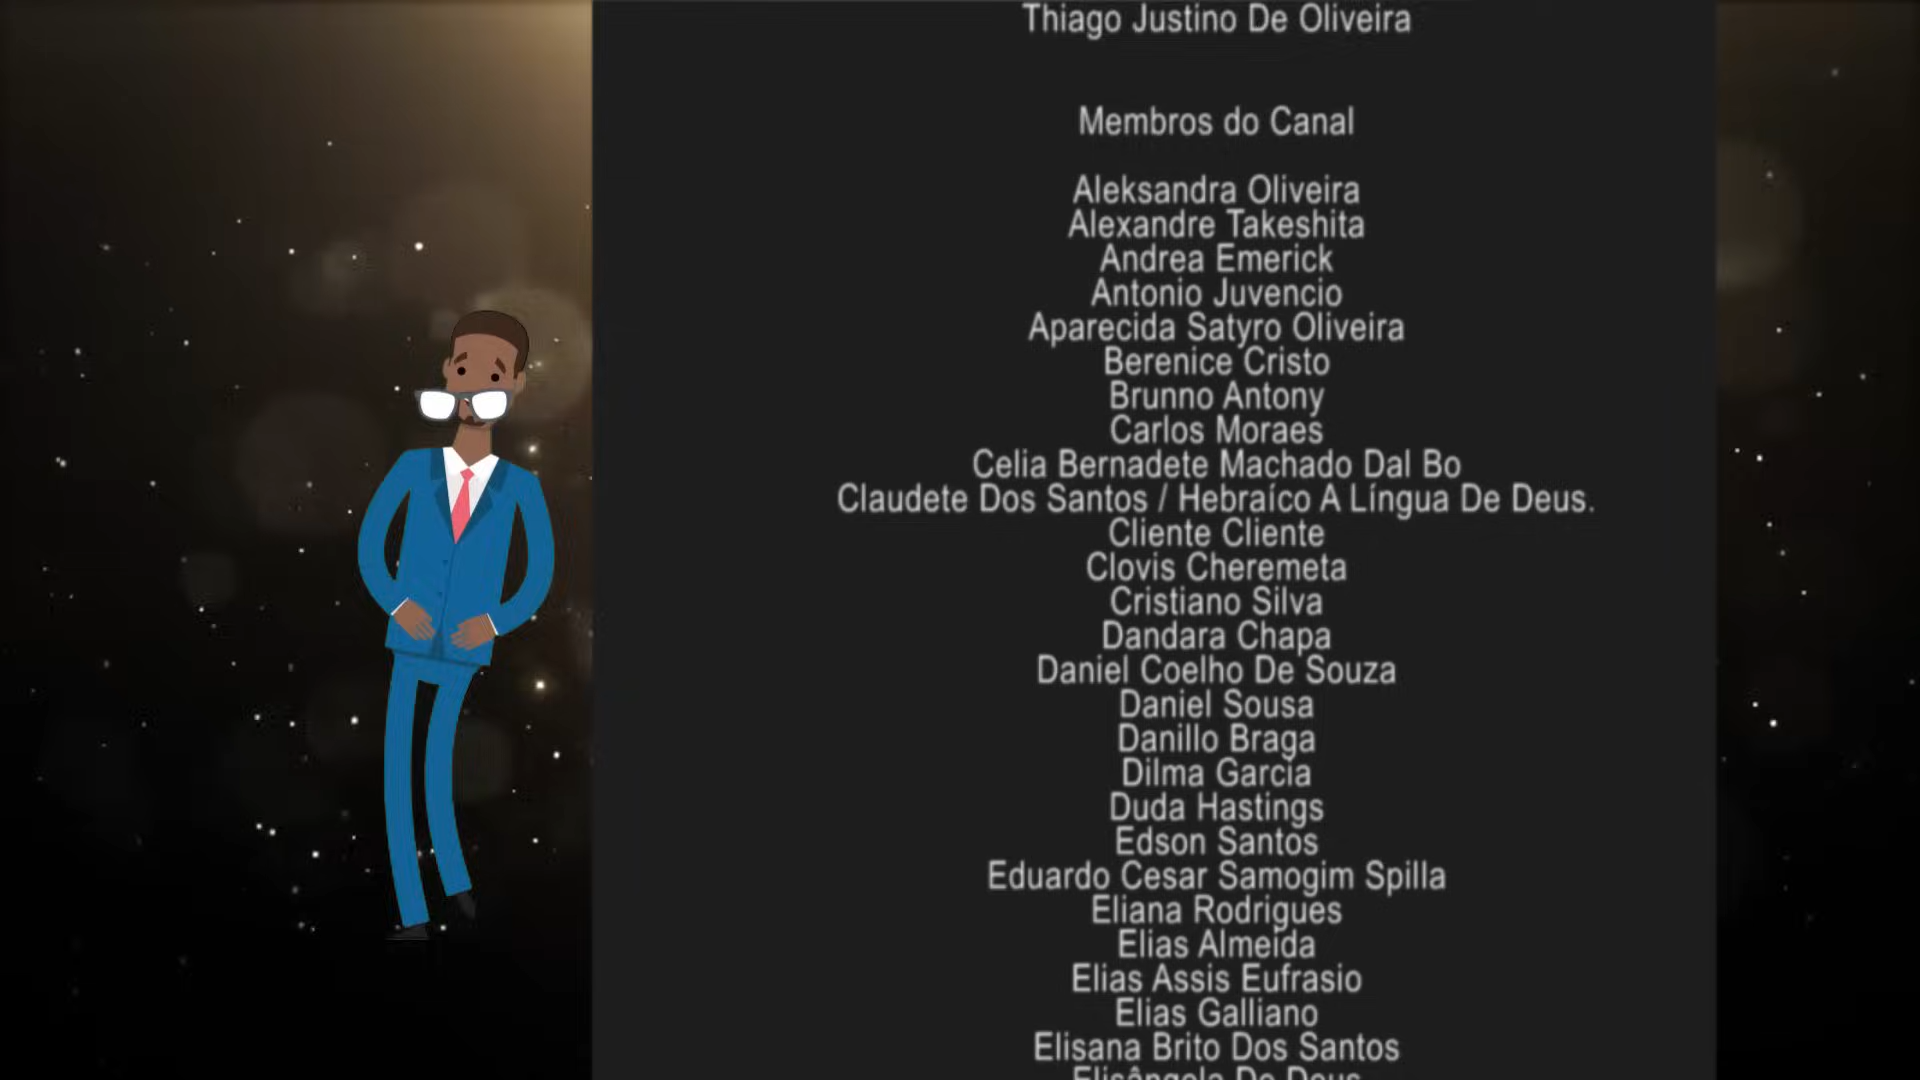 Thiago Justino De Oliveira
Membros do Canal
Aleksandra Oliveira
Alexandre Takeshita
Andrea Emerick
Antonio Juvencio
Aparecida Satyro Oliveira
Berenice Cristo
Brunno Antony
Carlos Moraes
Celia Bernadete Machado Dal Bo
Claudete Dos Santos / Hebraíco A Língua De Deus.
Cliente Cliente
Clovis Cheremeta
Cristiano Silva
Dandara Chapa
Daniel Coelho De Souza
Daniel Sousa
Danillo Braga
Dilma Garcia
Duda Hastings
Edson Santos
Eduardo Cesar Samogim Spilla
Eliana Rodrigues
Elias Almeida
Elias Assis Eufrasio
Elias Galliano
Elisana Brito Dos Santos
Elisângela De Deus